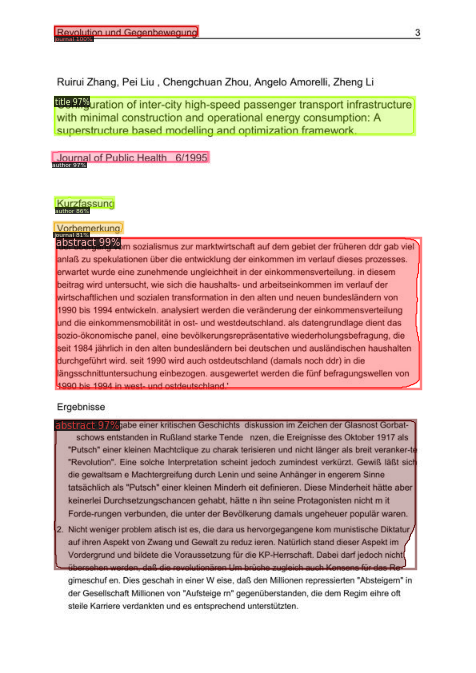 Revolution und Gegenbewegung 3
journal 100%
Ruirui Zhang, Pei Liu , Chengchuan Zhou, Angelo Amorelli, Zheng Li
title 97%
uration of inter-city high-speed passenger transport infrastructure
with minimal construction and operational energy consumption: A
superstructure based modelling and optimization framework.
Journal of Public Health 6/1995
author 97%
Kurzfassung
author 86%
Vorbemerkung
journal 81%
abstract 99%
m sozialismus zur marktwirtschaft auf dem gebiet der früheren ddr gab viel
anlaß zu spekulationen über die entwicklung der einkommen im verlauf dieses prozesses.
erwartet wurde eine zunehmende ungleichheit in der einkommensverteilung. in diesem
beitrag wird untersucht, wie sich die haushalts- und arbeitseinkommen im verlauf der
wirtschaftlichen und sozialen transformation in den alten und neuen bundesländern von
1990 bis 1994 entwickeln. analysiert werden die veränderung der einkommensverteilung
und die einkommensmobilität in ost- und westdeutschland. als datengrundlage dient das
sozio-ökonomische panel, eine bevölkerungsrepräsentative wiederholungsbefragung, die
seit 1984 jährlich in den alten bundesländern bei deutschen und ausländischen haushalten
durchgeführt wird. seit 1990 wird auch ostdeutschland (damals noch ddr) in die
längsschnittuntersuchung einbezogen. ausgewertet werden die fünf befragungswellen von
1990 bis 1994 in west- und ostdeutschland.'
Ergebnisse
abstract 97%
gabe einer kritischen Geschichts diskussion im Zeichen der Glasnost Gorbat-
schows entstanden in Rußland starke Tende nzen, die Ereignisse des Oktober 1917 als
"Putsch" einer kleinen Machtclique zu charak terisieren und nicht länger als breit veranker-te
"Revolution". Eine solche Interpretation scheint jedoch zumindest verkürzt. Gewiß läßt sich
die gewaltsam e Machtergreifung durch Lenin und seine Anhänger in engerem Sinne
tatsächlich als "Putsch" einer kleinen Minderh eit definieren. Diese Minderheit hätte aber
keinerlei Durchsetzungschancen gehabt, hätte n ihn seine Protagonisten nicht m it
Forde-rungen verbunden, die unter der Bevölkerung damals ungeheuer populär waren.
2. Nicht weniger problem atisch ist es, die dara us hervorgegangene kom munistische Diktatur
auf ihren Aspekt von Zwang und Gewalt zu reduz ieren. Natürlich stand dieser Aspekt im
Vordergrund und bildete die Voraussetzung für die KP-Herrschaft. Dabei darf jedoch nicht
übersehen werden, daß die revolutionären Um brüche zugleich auch Konsens für das Re-
gimeschuf en. Dies geschah in einer W eise, daß den Millionen repressierten "Absteigern" in
der Gesellschaft Millionen von "Aufsteige rn" gegenüberstanden, die dem Regim eihre oft
steile Karriere verdankten und es entsprechend unterstützten.